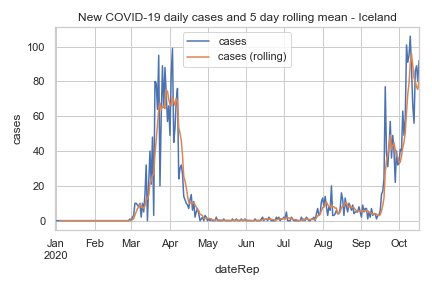 New COVID-19 daily cases and 5 day rolling mean - Iceland
cases
cases (rolling)
100
80
60
40
20
0
cases
Jan Feb Mar Apr May Jun Jul Aug Sep Oct
2020
dateRep